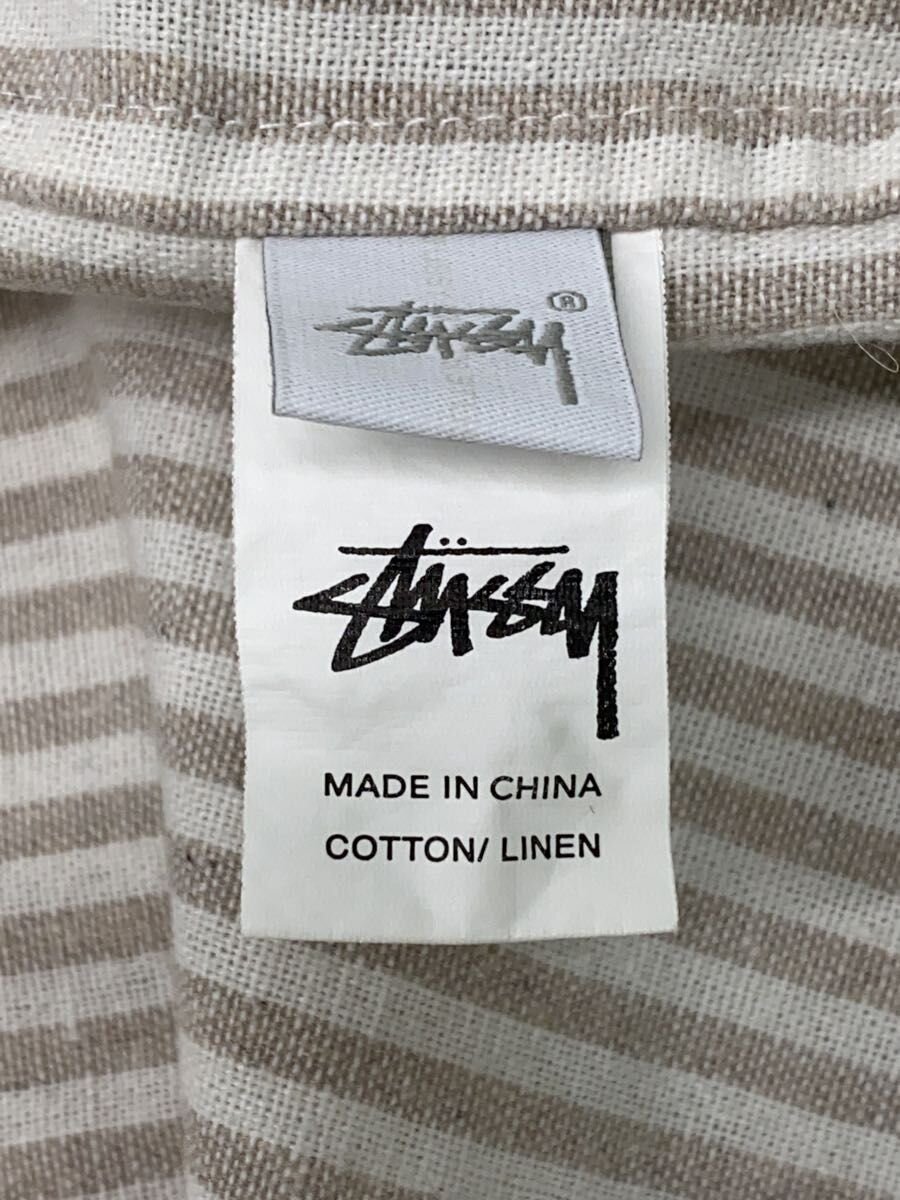 Stüssy ®
Stüssy
MADE IN CHINA
COTTON/ LINEN